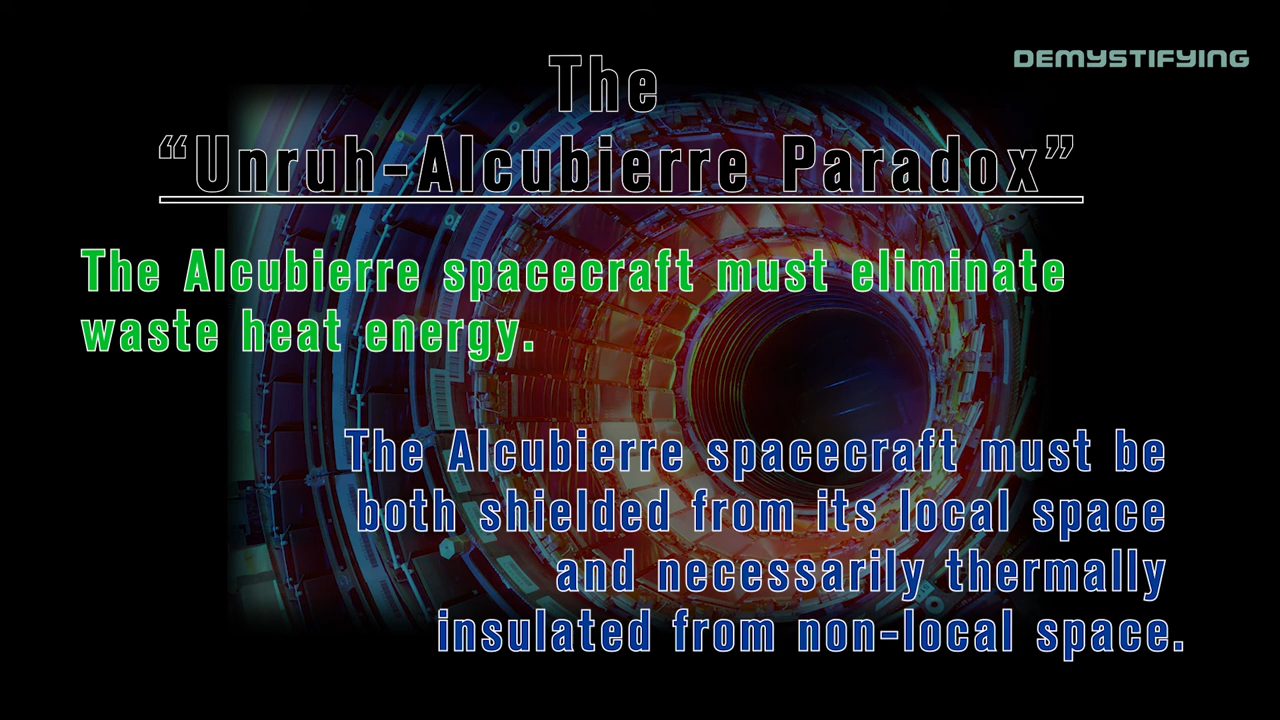 DEMYSTIFYING
The
“Unruh-Alcubierre Paradox”
The Alcubierre spacecraft must eliminate
waste heat energy.
The Alcubierre spacecraft must be
both shielded from its local space
and necessarily thermally
insulated from non-local space.